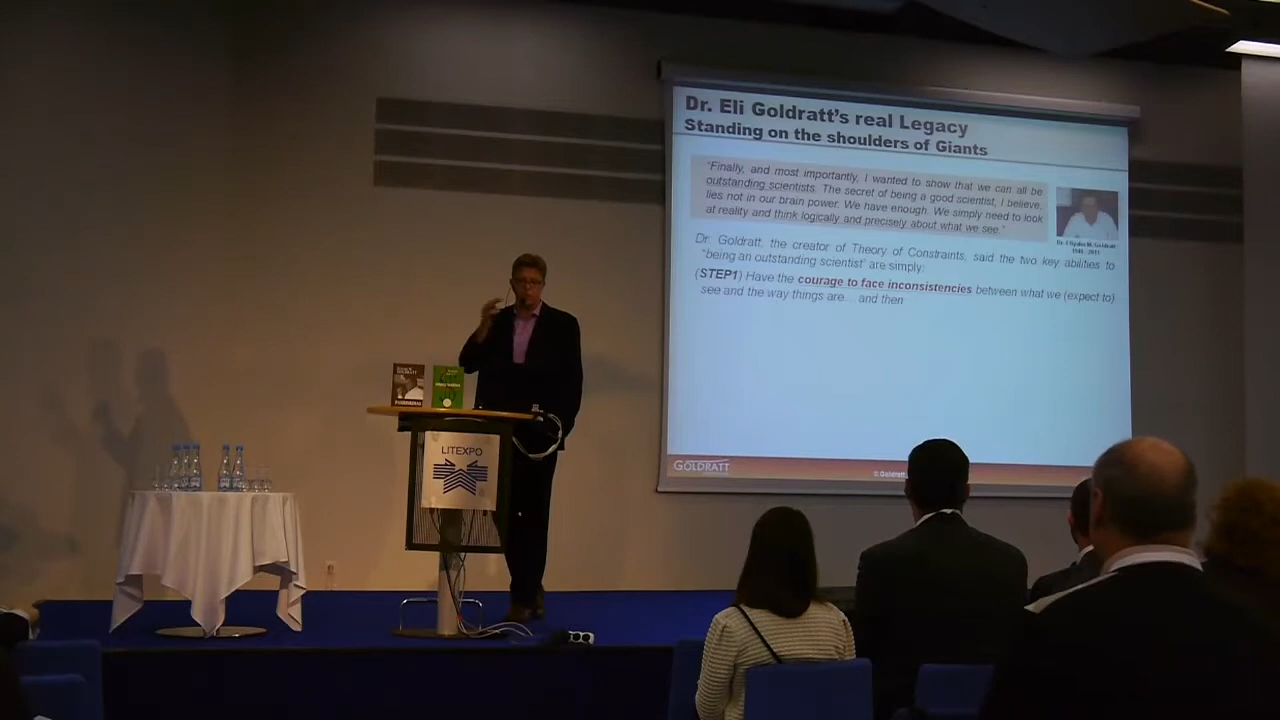 Dr. Eli Goldratt's real Legacy
Standing on the shoulders of Giants
"Finally, and most importantly, I wanted to show that we can all be
outstanding scientists. The secret of being a good scientist, I believe,
lies not in our brain power. We have enough. We simply need to look
at reality and think logically and precisely about what we see."
Dr. Eliyahu M. Goldratt
Dr. Goldratt, the creator of Theory of Constraints, said the two key abilities to
"being an outstanding scientist" are simply:
(STEP1) Have the courage to face inconsistencies between what we (expect to)
see and the way things are... and then
GOLDRATT
© Goldratt
GOLDRATT
LITEXPO